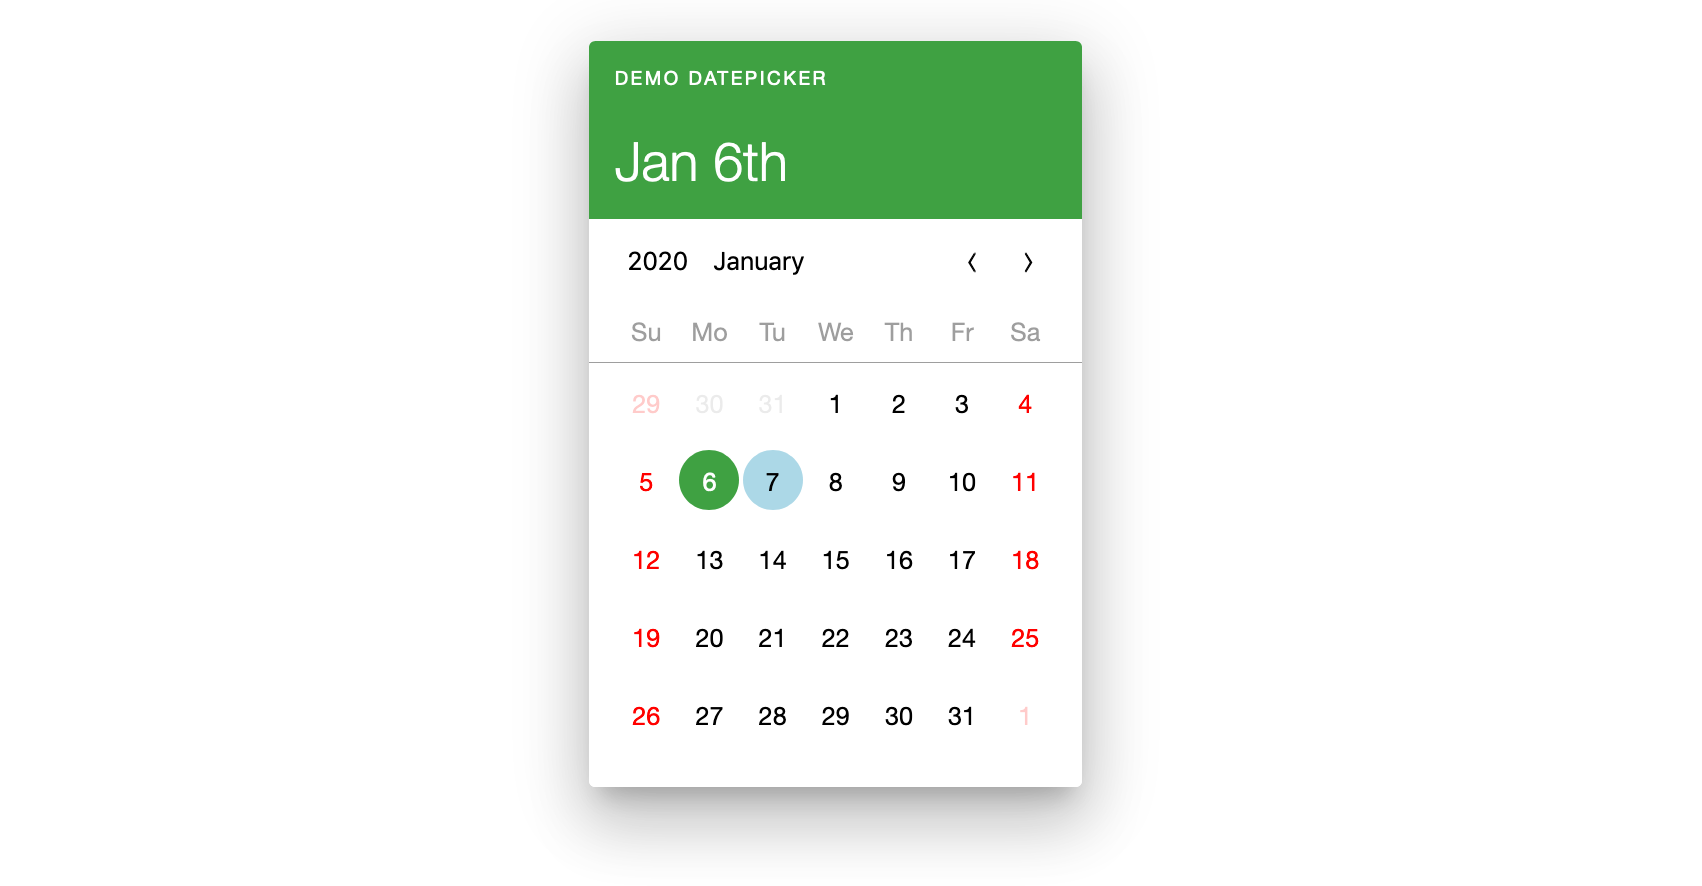 DEMO DATEPICKER
Jan 6th
2020 January ‹ ›
Su Mo Tu We Th Fr Sa
29 30 31 1 2 3 4
5 6 7 8 9 10 11
12 13 14 15 16 17 18
19 20 21 22 23 24 25
26 27 28 29 30 31 1